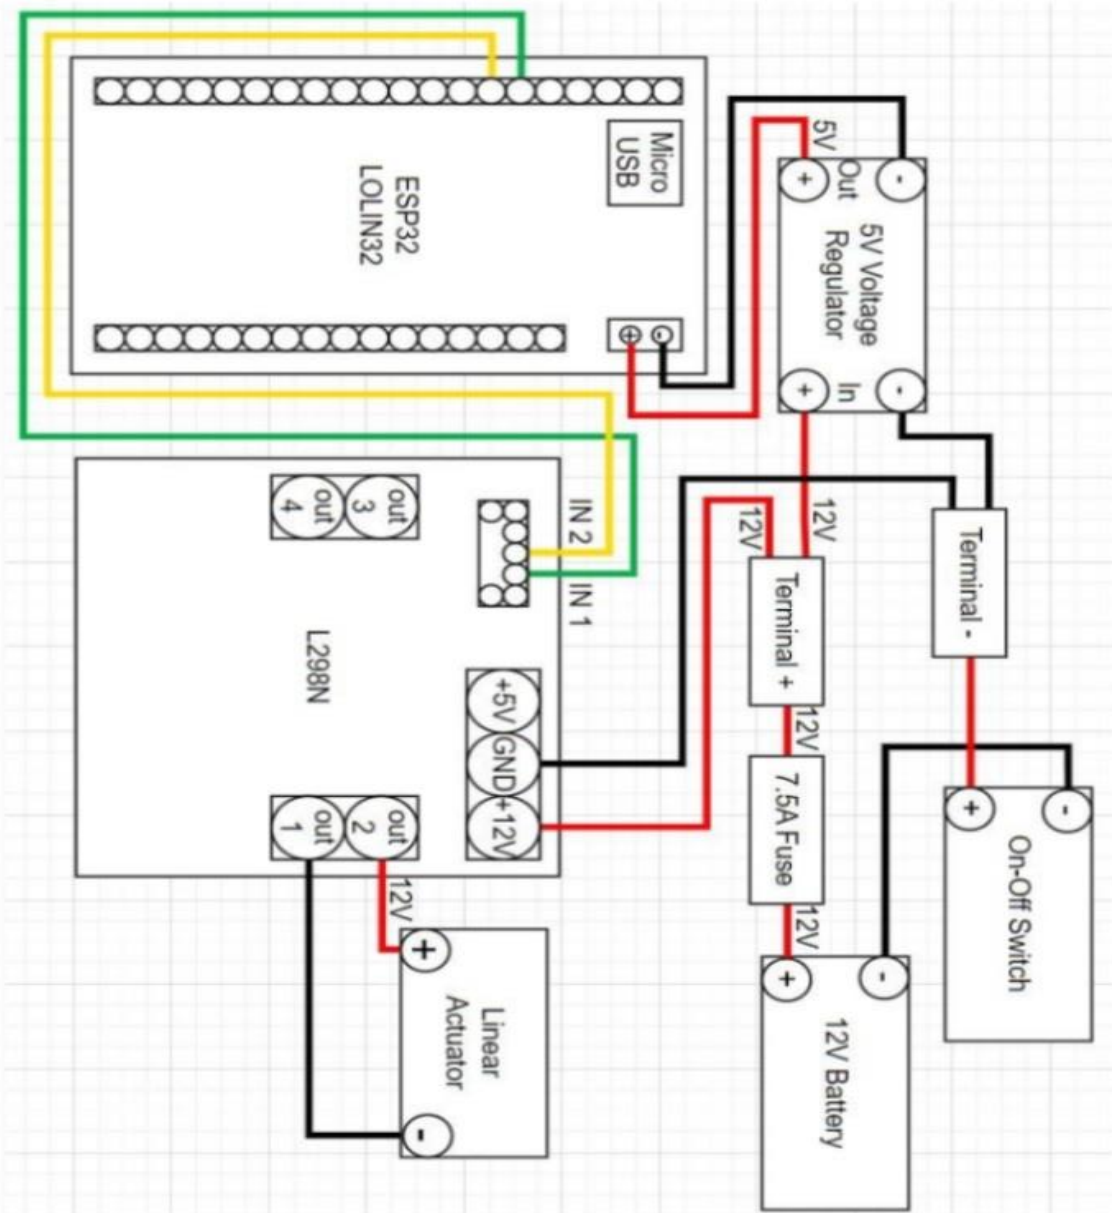 Micro
USB
ESP32
LOLIN32
5V
+
Out
-
5V Voltage
Regulator
+
In
-
+
-
out
4
out
3
IN 2
IN 1
L298N
+5V
GND
+12V
out
1
out
2
12V
12V
Terminal +
Terminal -
12V
7.5A Fuse
12V
+
-
On-Off Switch
+
-
12V Battery
12V
+
Linear
Actuator
-